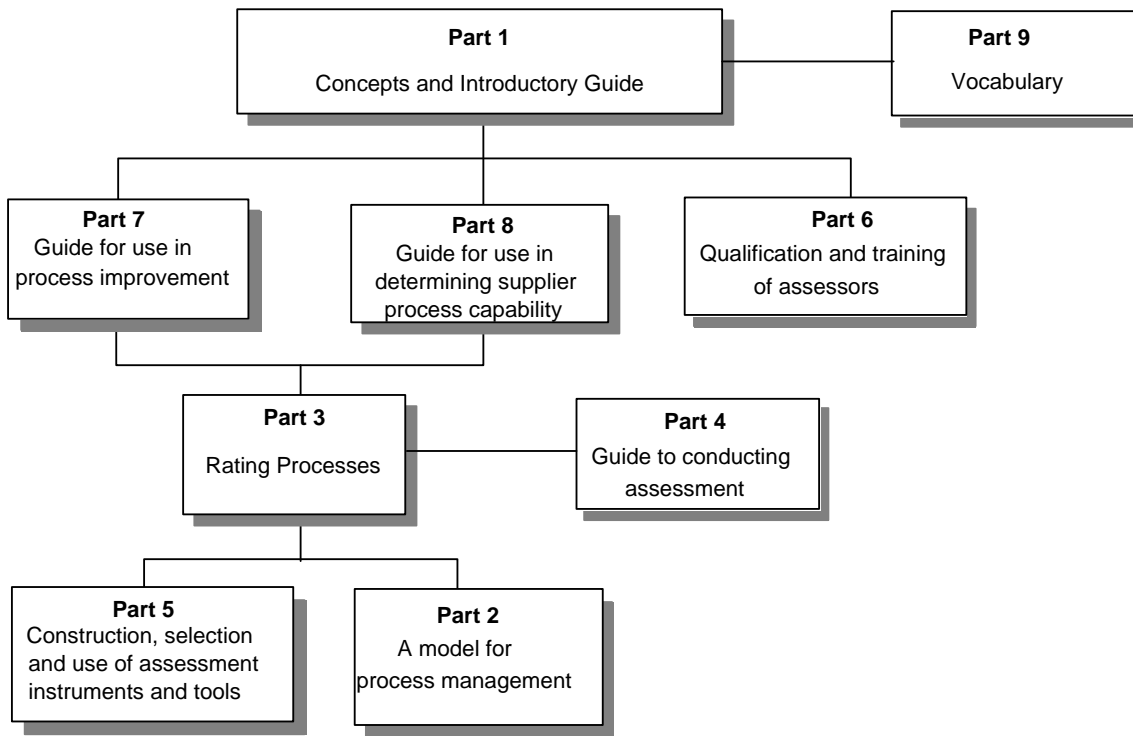 Part 1
Concepts and Introductory Guide
Part 9
Vocabulary
Part 7
Guide for use in
process improvement
Part 8
Guide for use in
determining supplier
process capability
Part 6
Qualification and training
of assessors
Part 3
Rating Processes
Part 4
Guide to conducting
assessment
Part 5
Construction, selection
and use of assessment
instruments and tools
Part 2
A model for
process management